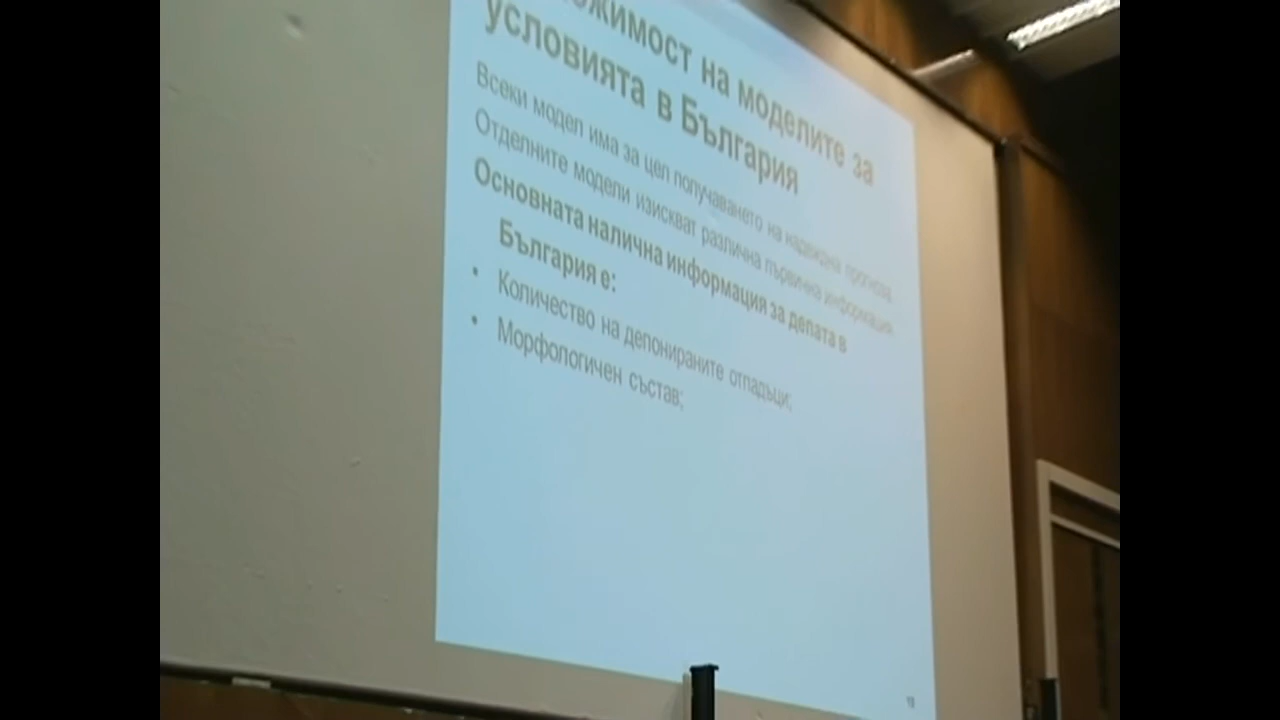 на моделите за
условията в България
Всеки модел има за цел получаването на надеждна прогноза.
Отделните модели изискват различна първична информация.
Основната налична информация за депата в
България е:
• Количество на депонираните отпадъци;
• Морфологичен състав;